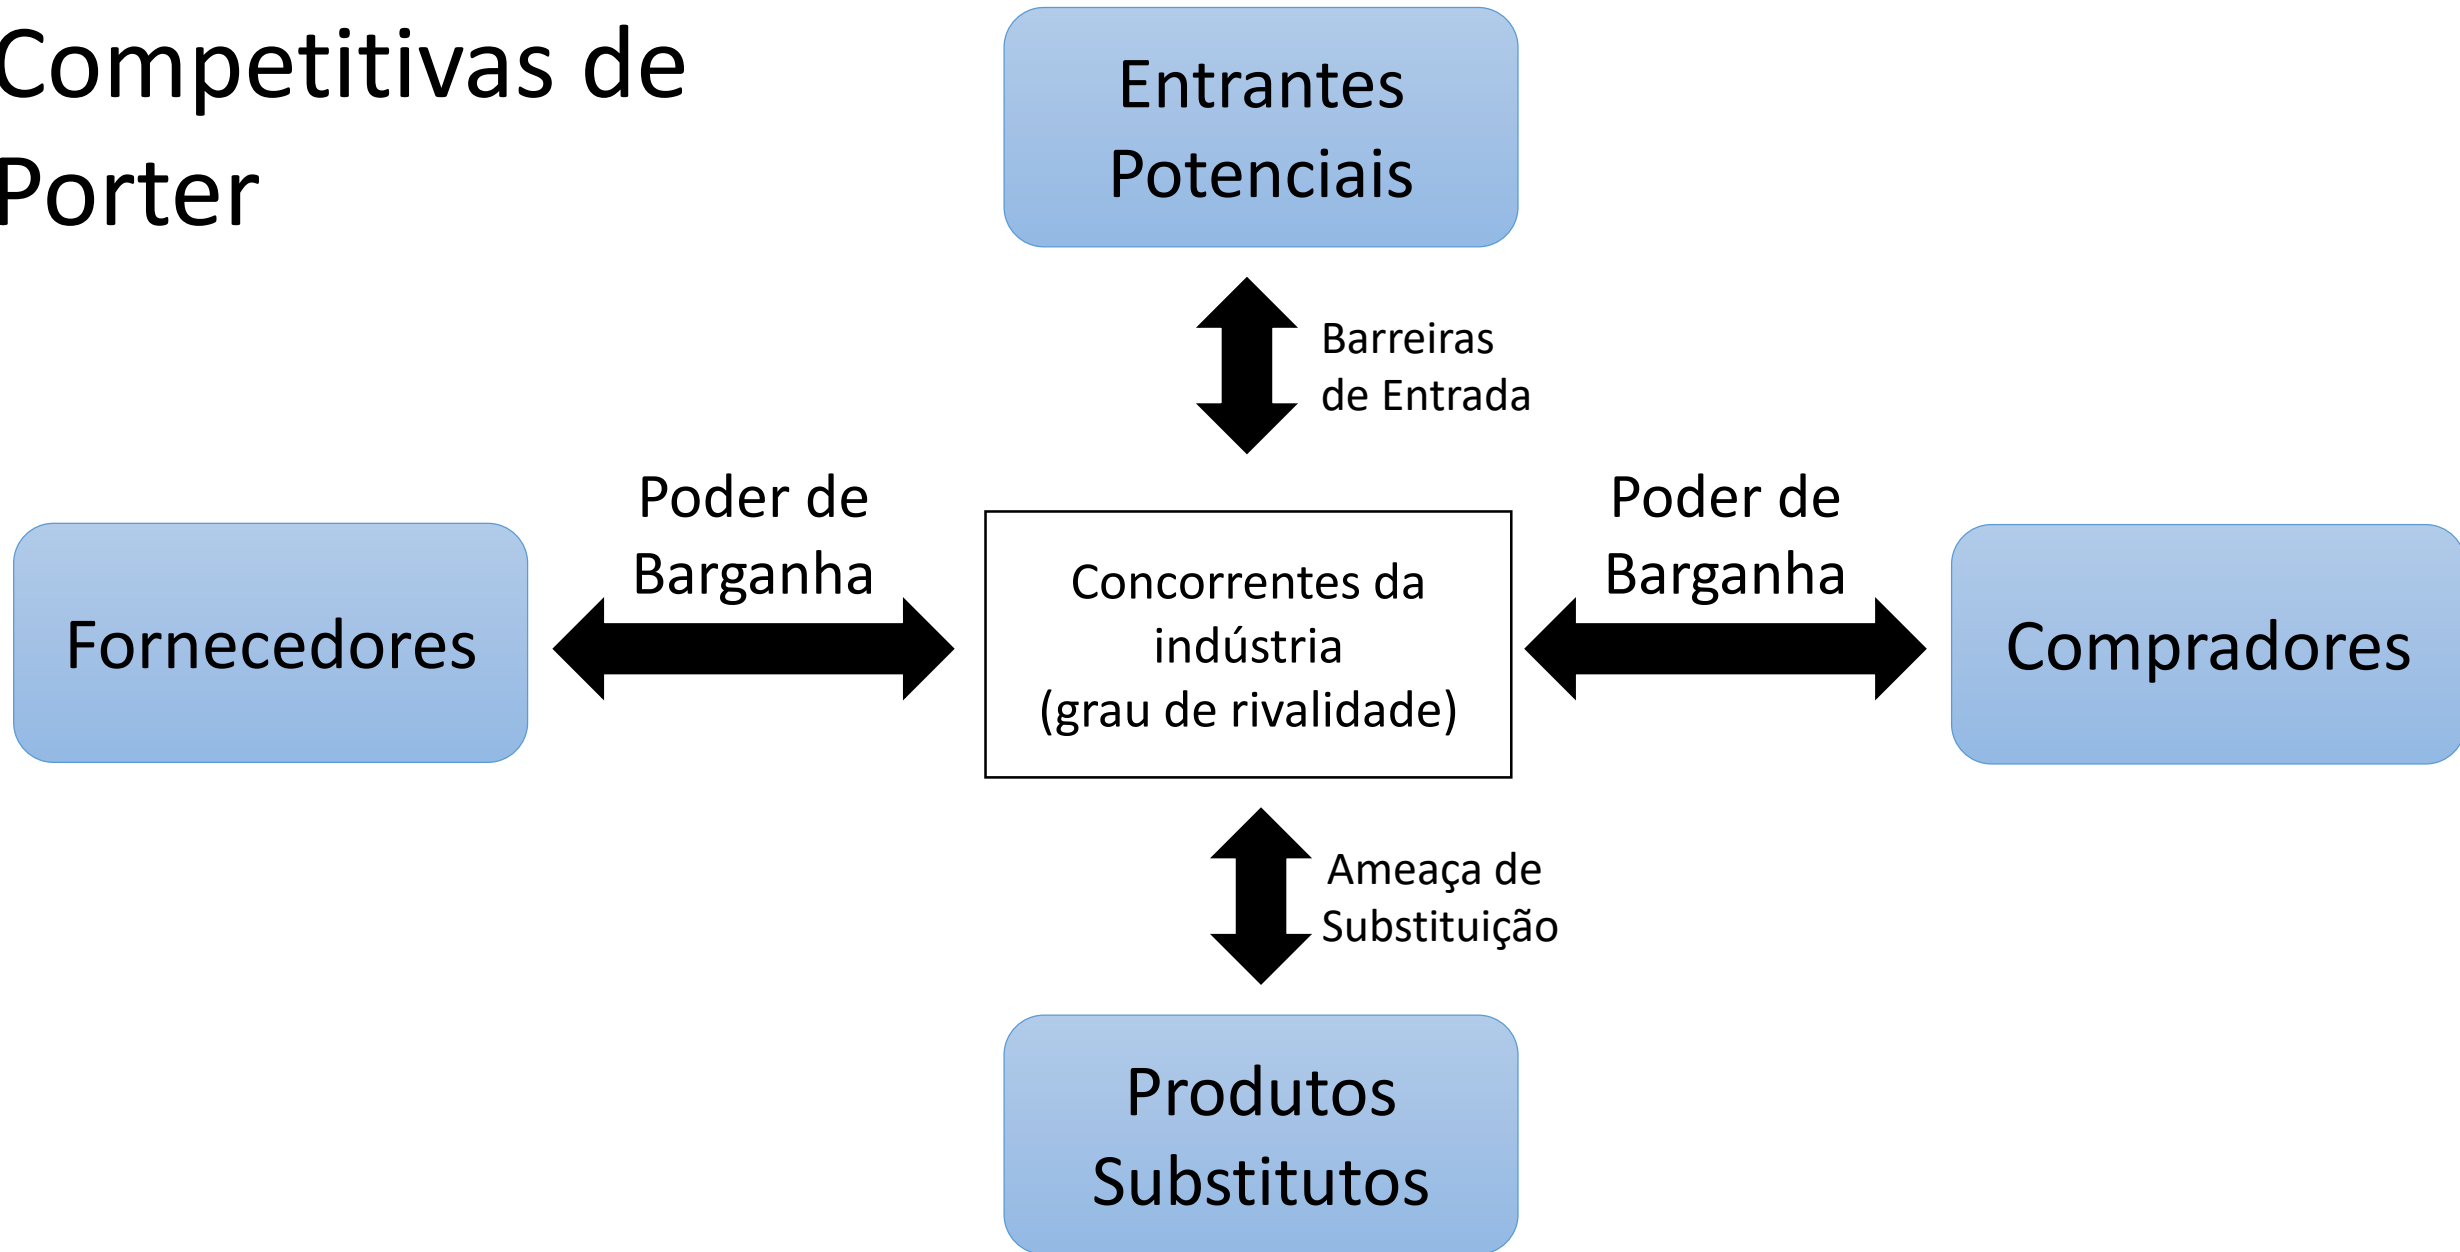 Competitivas de
Porter
Entrantes
Potenciais
Barreiras
de Entrada
Poder de
Barganha
Poder de
Barganha
Fornecedores
Concorrentes da
indústria
(grau de rivalidade)
Compradores
Ameaça de
Substituição
Produtos
Substitutos